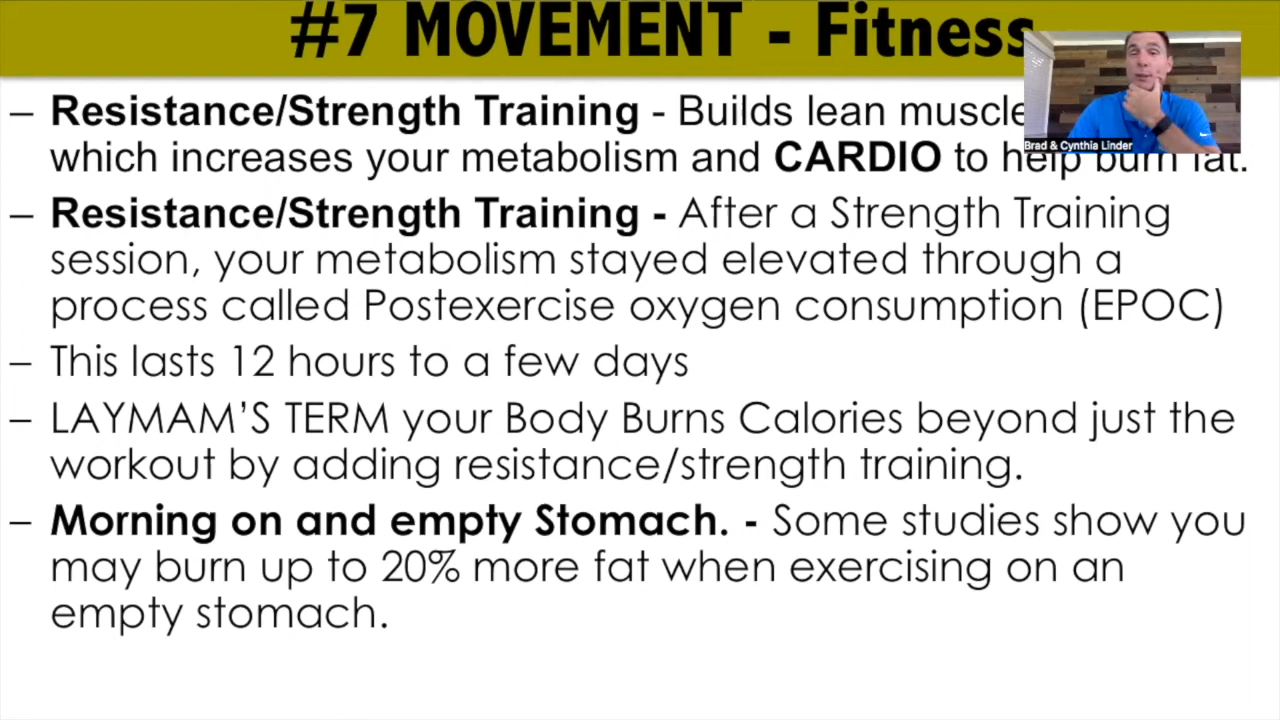 #7 MOVEMENT - Fitness
– Resistance/Strength Training - Builds lean muscle
which increases your metabolism and CARDIO to help burn fat.
– Resistance/Strength Training - After a Strength Training
session, your metabolism stayed elevated through a
process called Postexercise oxygen consumption (EPOC)
– This lasts 12 hours to a few days
– LAYMAM'S TERM your Body Burns Calories beyond just the
workout by adding resistance/strength training.
– Morning on and empty Stomach. - Some studies show you
may burn up to 20% more fat when exercising on an
empty stomach.
Brad & Cynthia Linder